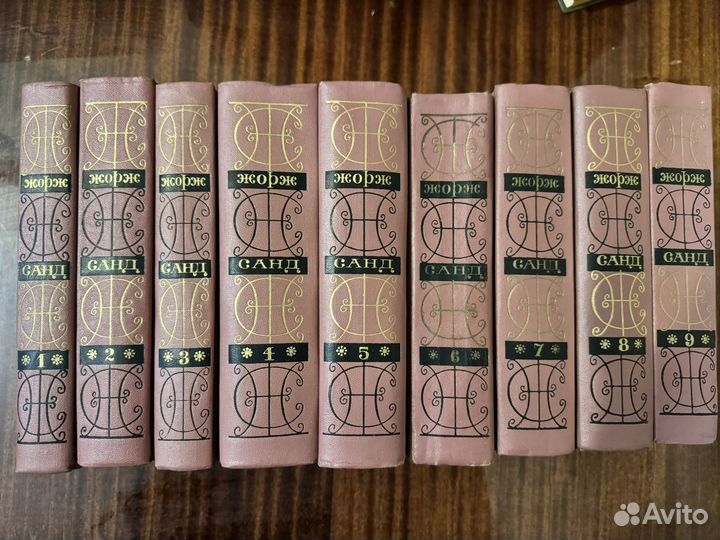 ЖОРЖ
САНД
* 1 *
ЖОРЖ
САНД
* 2 *
ЖОРЖ
САНД
* 3 *
ЖОРЖ
САНД
* 4 *
ЖОРЖ
САНД
* 5 *
ЖОРЖ
САНД
* 6 *
ЖОРЖ
САНД
* 7 *
ЖОРЖ
САНД
* 8 *
ЖОРЖ
САНД
* 9 *
Avito